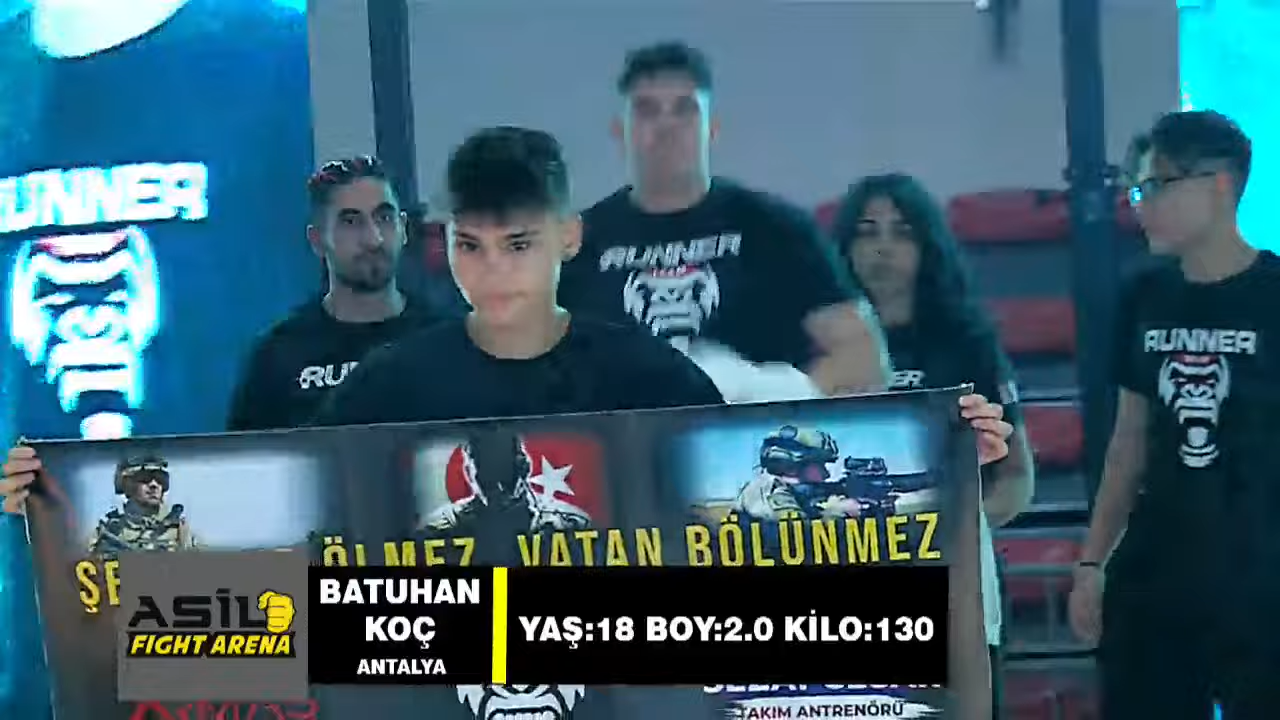 RUNNER
RUNNER
RUNNER
ÖLMEZ VATAN BÖLÜNMEZ
ASİL
FIGHT ARENA
BATUHAN
KOÇ
ANTALYA
YAŞ:18 BOY:2.0 KİLO:130
TAKIM ANTRENÖRÜ